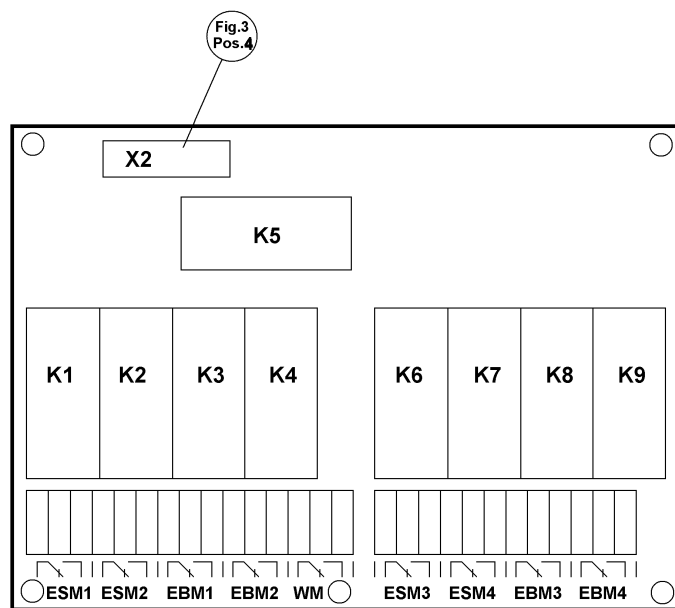 Fig.3
Pos.4
X2
K5
K1 K2 K3 K4 K6 K7 K8 K9
ESM1 ESM2 EBM1 EBM2 WM ESM3 ESM4 EBM3 EBM4